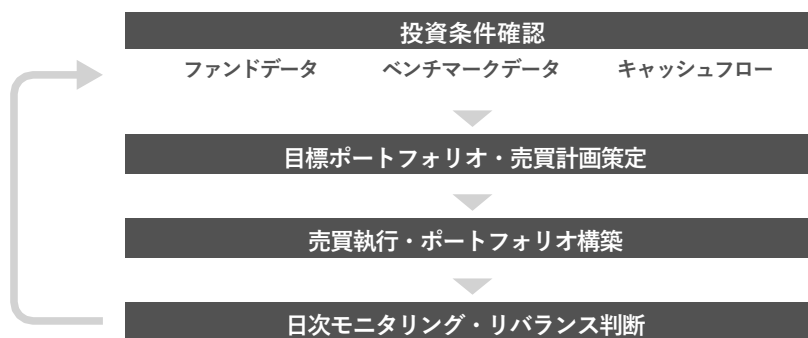 投資条件確認
ファンドデータ ベンチマークデータ キャッシュフロー
目標ポートフォリオ・売買計画策定
売買執行・ポートフォリオ構築
日次モニタリング・リバランス判断